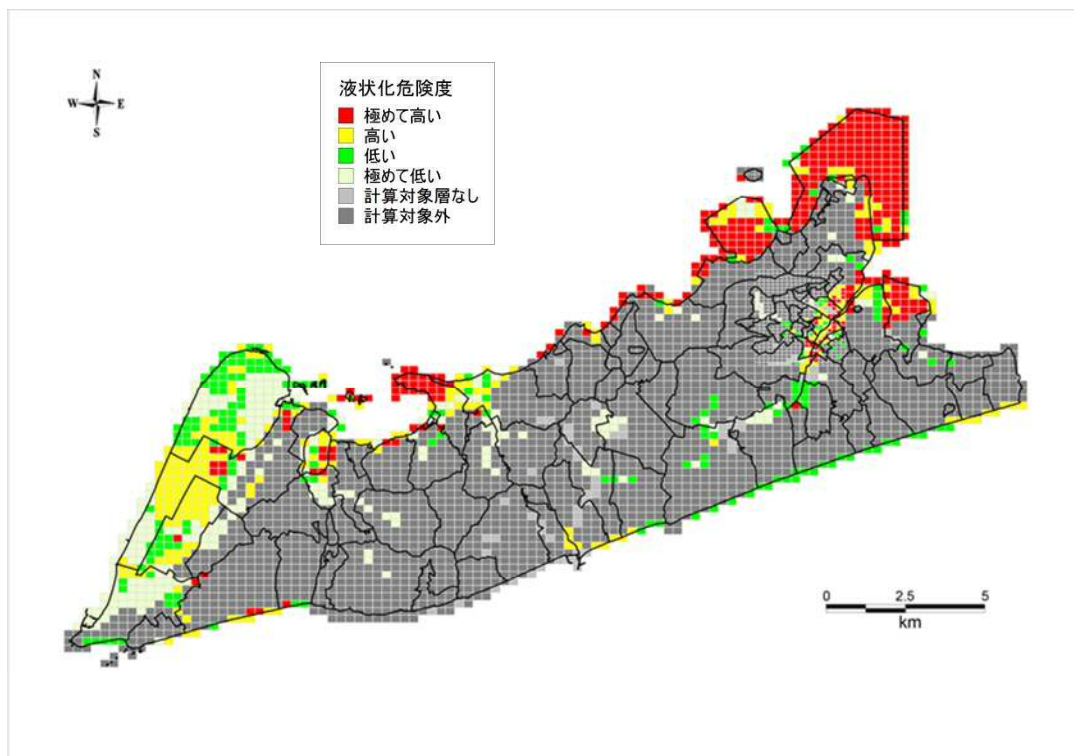 N
W E
S
液状化危険度
極めて高い
高い
低い
極めて低い
計算対象層なし
計算対象外
0 2.5 5
km